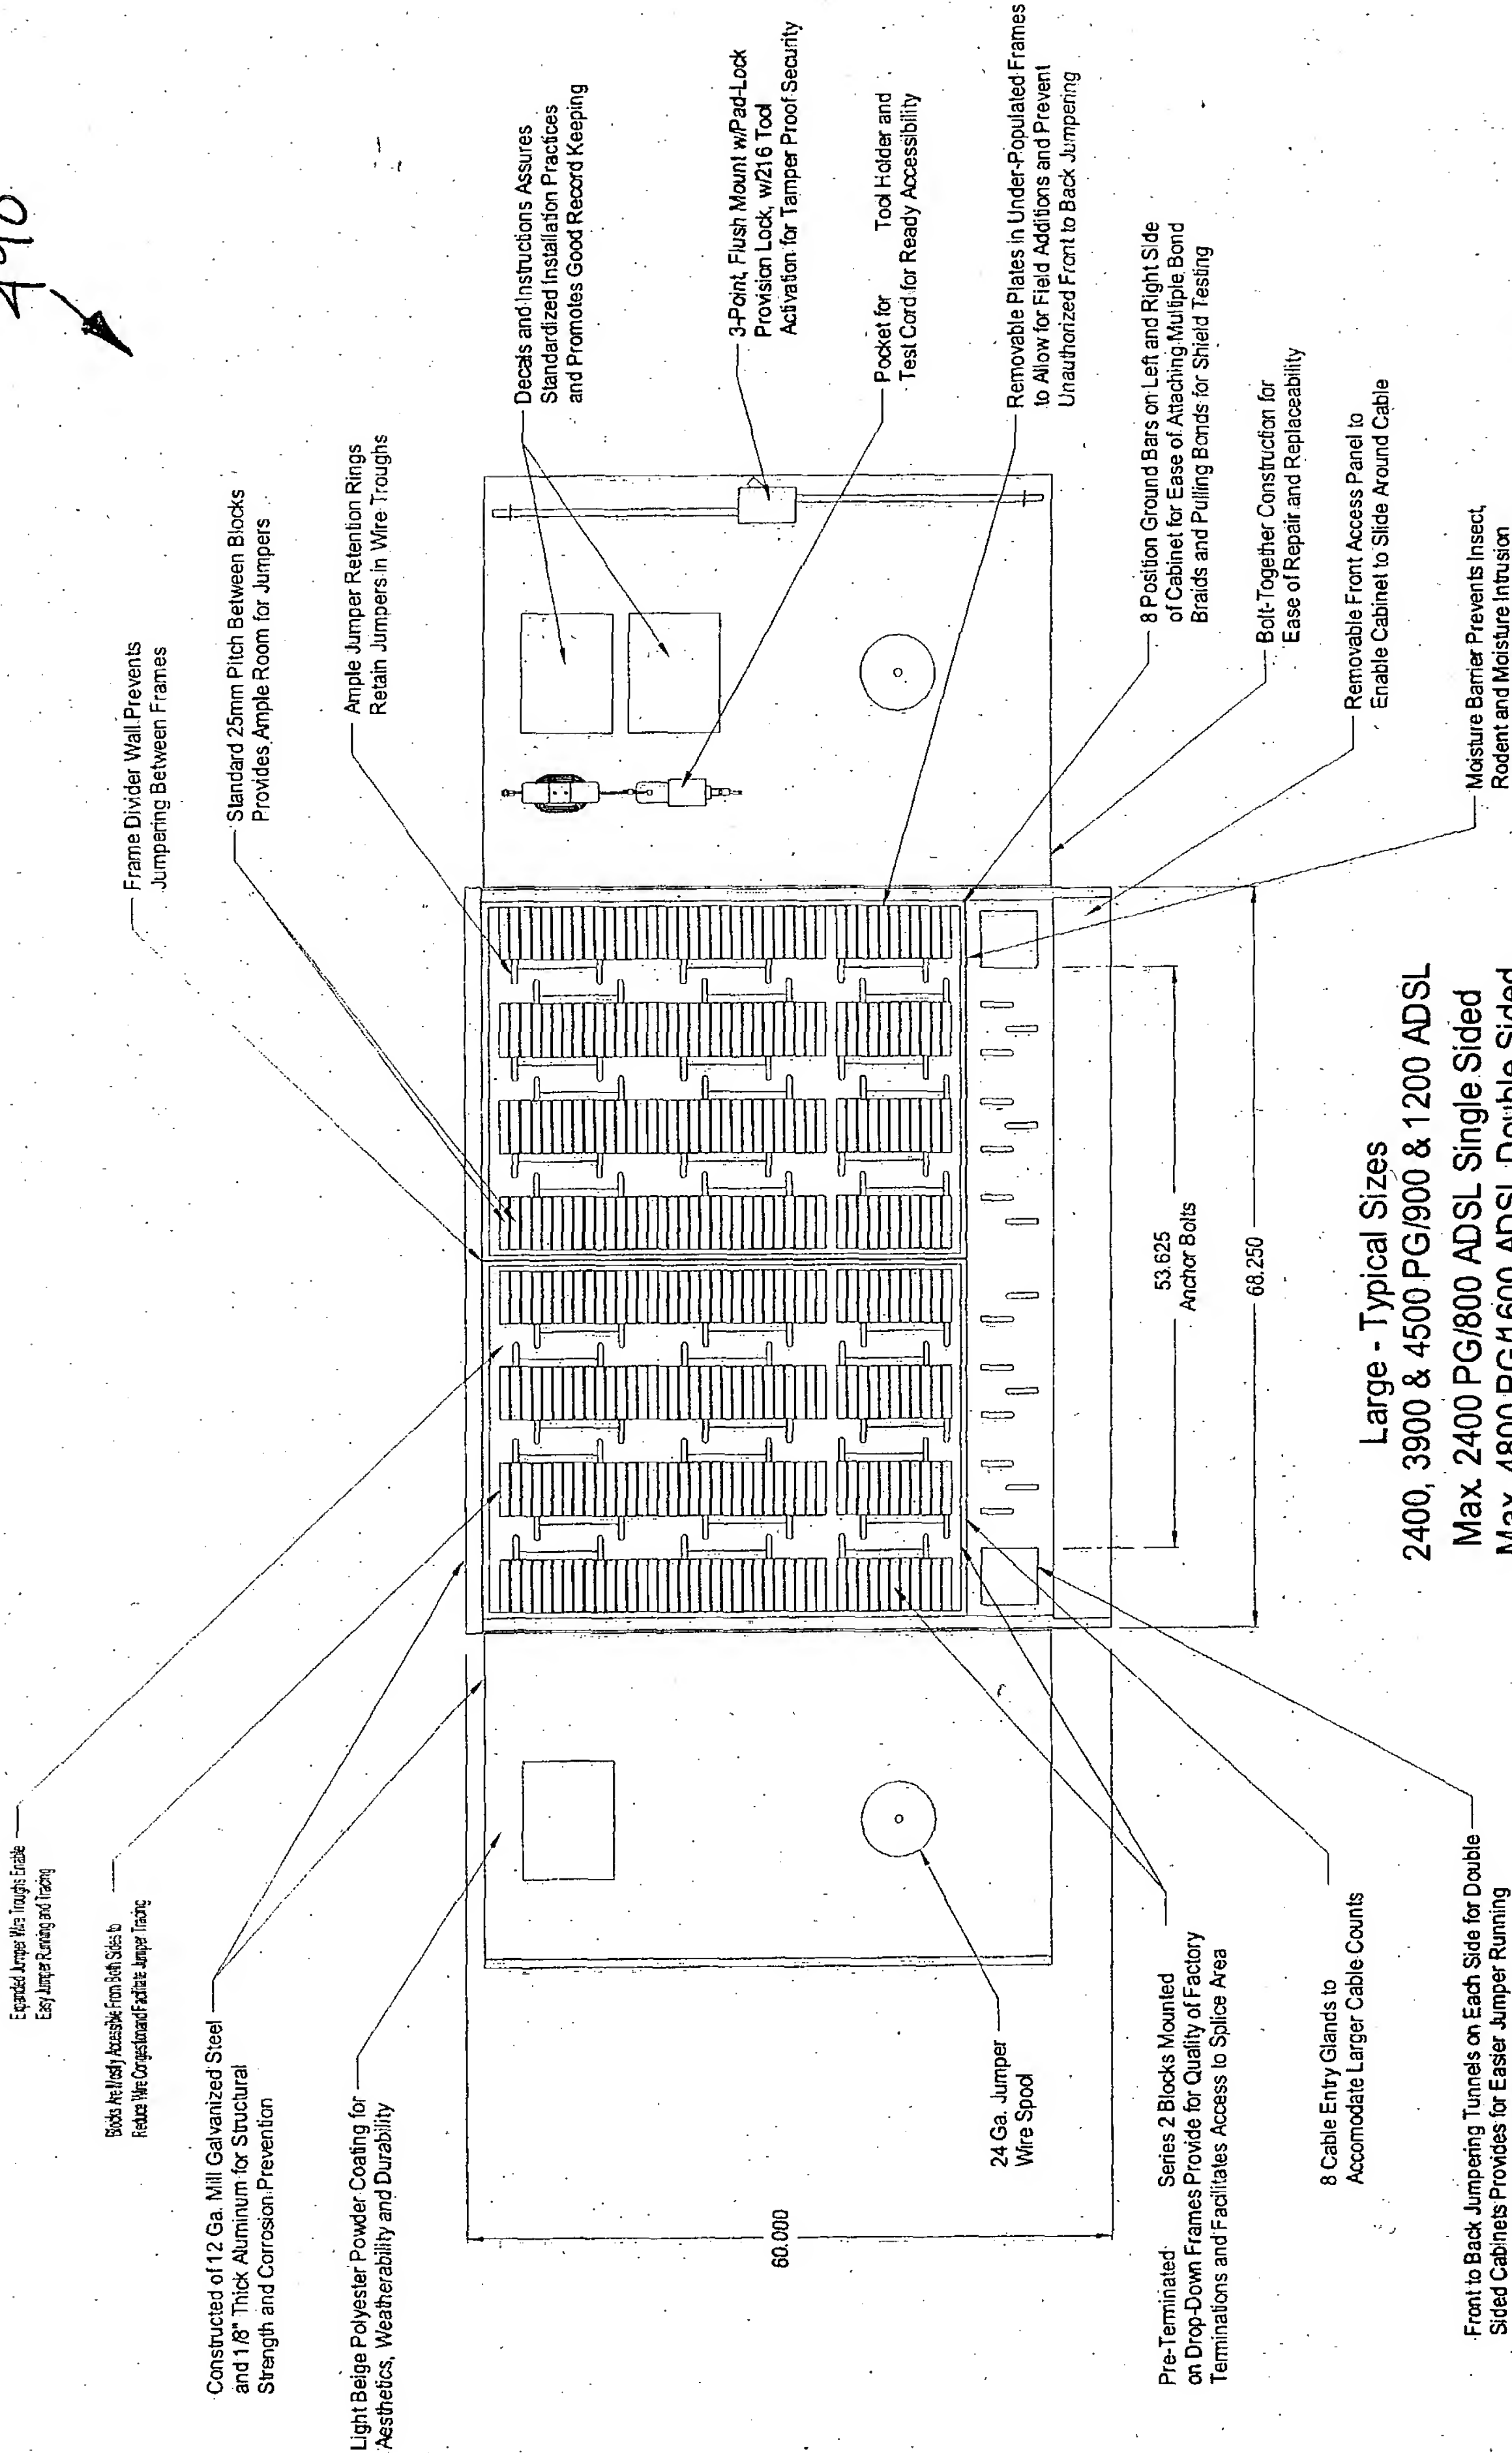 490
Expanded Jumper Wire Troughs Enable
Easy Jumper Running and Tracing
Blocks Are Mostly Accessible From Both Sides to
Reduce Wire Congestion and Facilitate Jumper Tracing
Constructed of 12 Ga. Mill Galvanized Steel
and 1/8" Thick Aluminum for Structural
Strength and Corrosion Prevention
Light Beige Polyester Powder Coating for
Aesthetics, Weatherability and Durability
Frame Divider Wall Prevents
Jumpering Between Frames
Standard 25mm Pitch Between Blocks
Provides Ample Room for Jumpers
Ample Jumper Retention Rings
Retain Jumpers in Wire Troughs
Decals and Instructions Assures
Standardized Installation Practices
and Promotes Good Record Keeping
3-Point, Flush Mount w/Pad-Lock
Provision Lock, w/216 Tool
Activation for Tamper Proof Security
Pocket for Tool Holder and
Test Cord for Ready Accessibility
Removable Plates in Under-Populated Frames
to Allow for Field Additions and Prevent
Unauthorized Front to Back Jumpering
8 Position Ground Bars on Left and Right Side
of Cabinet for Ease of Attaching Multiple Bond
Braids and Pulling Bonds for Shield Testing
Bolt-Together Construction for
Ease of Repair and Replaceability
Removable Front Access Panel to
Enable Cabinet to Slide Around Cable
Moisture Barrier Prevents Insect,
Rodent and Moisture Intrusion
60.000
24 Ga. Jumper
Wire Spool
Pre-Terminated Series 2 Blocks Mounted
on Drop-Down Frames Provide for Quality of Factory
Terminations and Facilitates Access to Splice Area
8 Cable Entry Glands to
Accomodate Larger Cable Counts
Front to Back Jumpering Tunnels on Each Side for Double
Sided Cabinets Provides for Easier Jumper Running
53.625
Anchor Bolts
68.250
Large - Typical Sizes
2400, 3900 & 4500 PG/900 & 1200 ADSL
Max. 2400 PG/800 ADSL Single Sided
Max. 4800 PG/1600 ADSL Double Sided